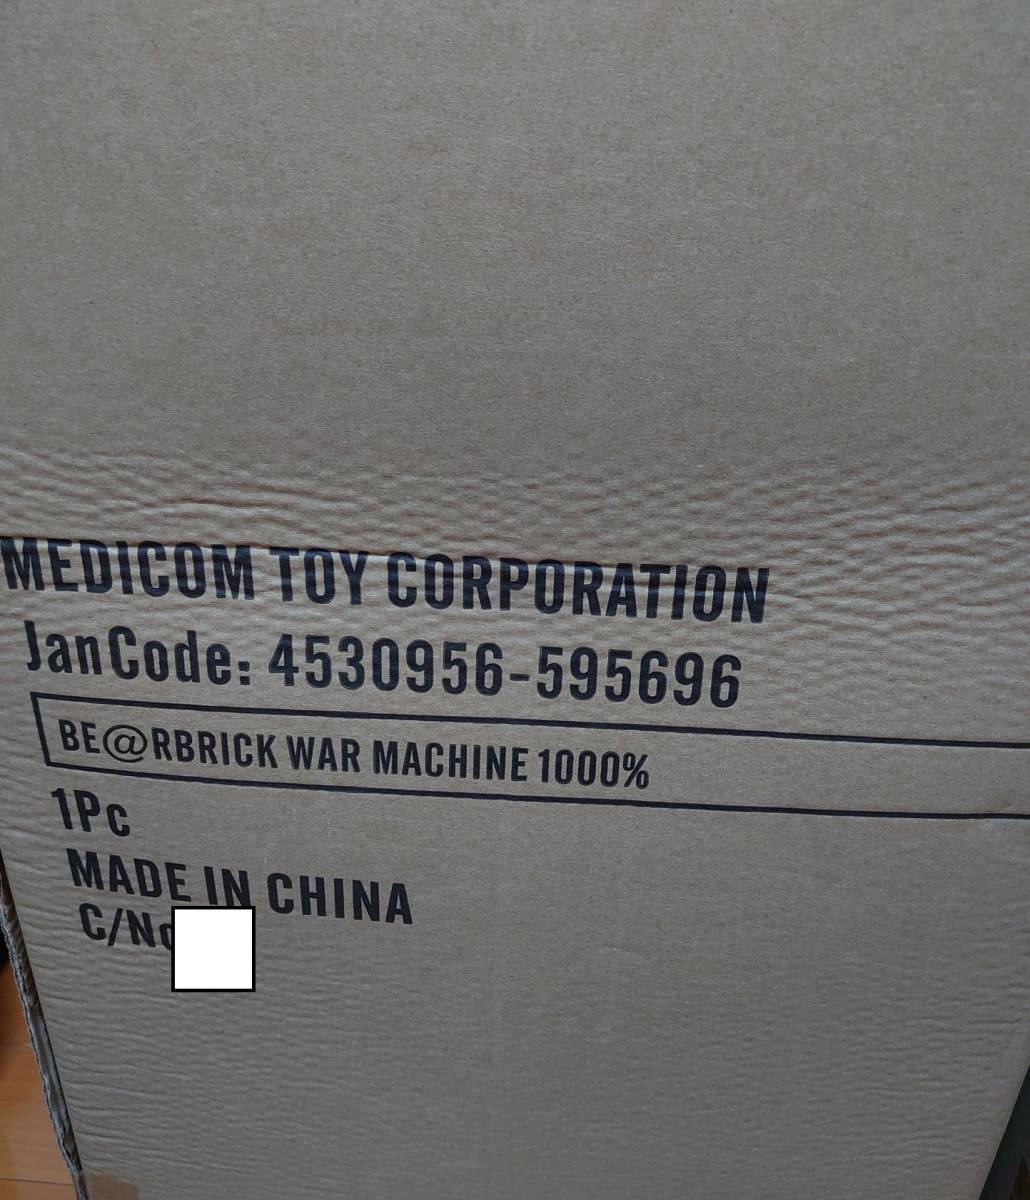 MEDICOM TOY CORPORATION
JanCode: 4530956-595696
BE@RBRICK WAR MACHINE 1000%
1Pc
MADE IN CHINA
C/No